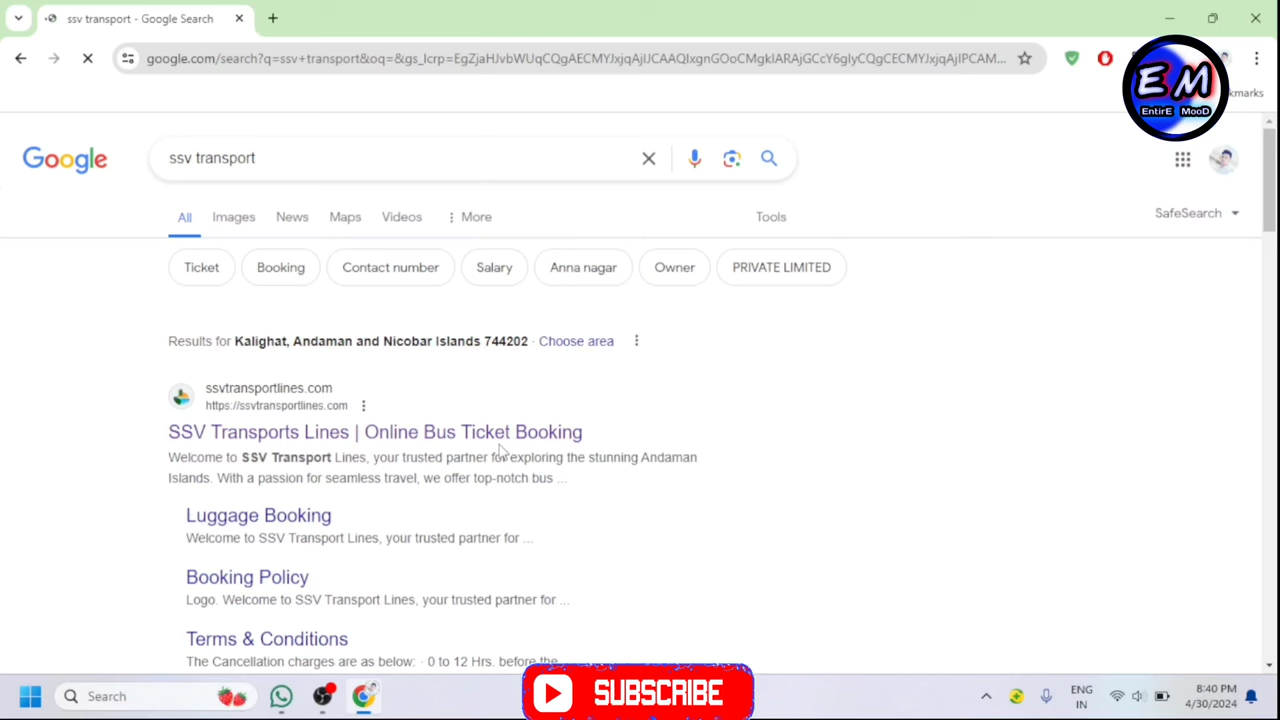 ssv transport - Google Search
google.com/search?q=ssv+transport&oq=&gs_lcrp=
EM
EntirE MooD
Google
ssv transport
All
Images
News
Maps
Videos
More
Tools
SafeSearch
Ticket
Booking
Contact number
Salary
Anna nagar
Owner
PRIVATE LIMITED
Results for Kalighat, Andaman and Nicobar Islands 744202 · Choose area
ssvtransportlines.com
https://ssvtransportlines.com
SSV Transports Lines | Online Bus Ticket Booking
Welcome to SSV Transport Lines, your trusted partner for exploring the stunning Andaman
Islands. With a passion for seamless travel, we offer top-notch bus ...
Luggage Booking
Welcome to SSV Transport Lines, your trusted partner for ...
Booking Policy
Logo. Welcome to SSV Transport Lines, your trusted partner for ...
Terms & Conditions
The Cancellation charges are as below: · 0 to 12 Hrs. before the...
SUBSCRIBE
Search
ENG
IN
8:40 PM
4/30/2024